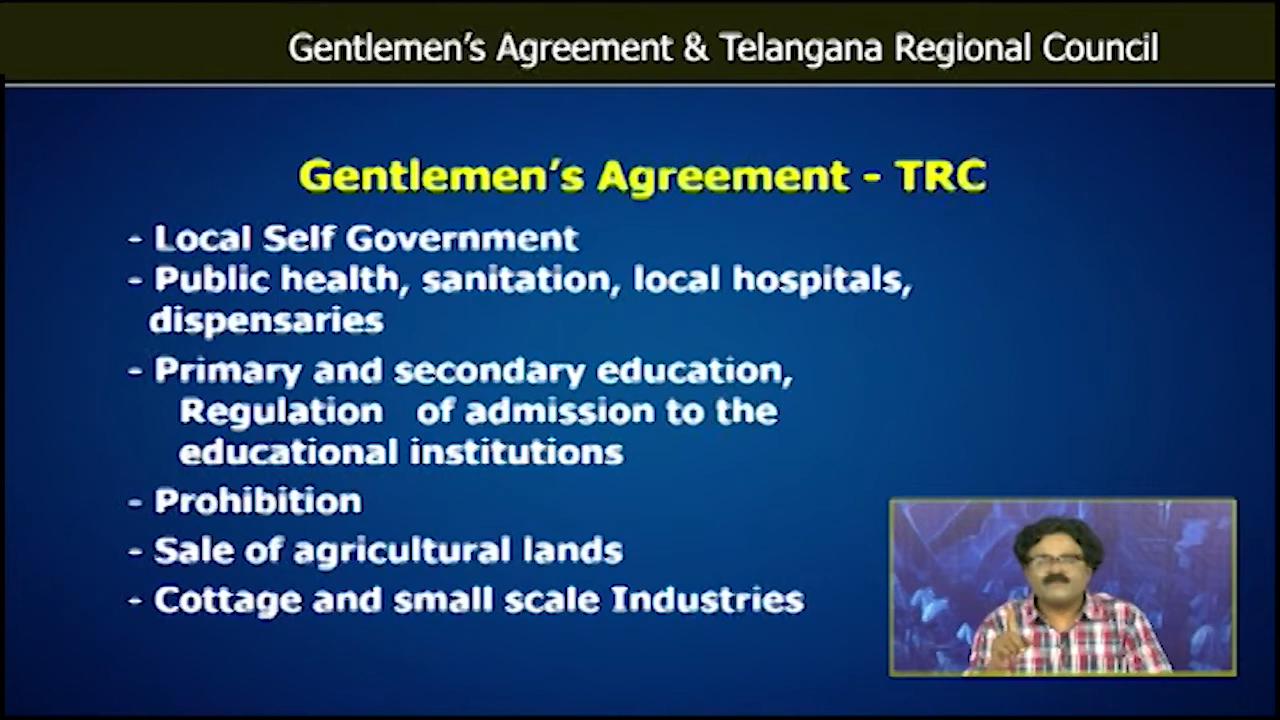 Gentlemen's Agreement & Telangana Regional Council
Gentlemen's Agreement - TRC
- Local Self Government
- Public health, sanitation, local hospitals,
dispensaries
- Primary and secondary education,
Regulation of admission to the
educational institutions
- Prohibition
- Sale of agricultural lands
- Cottage and small scale Industries